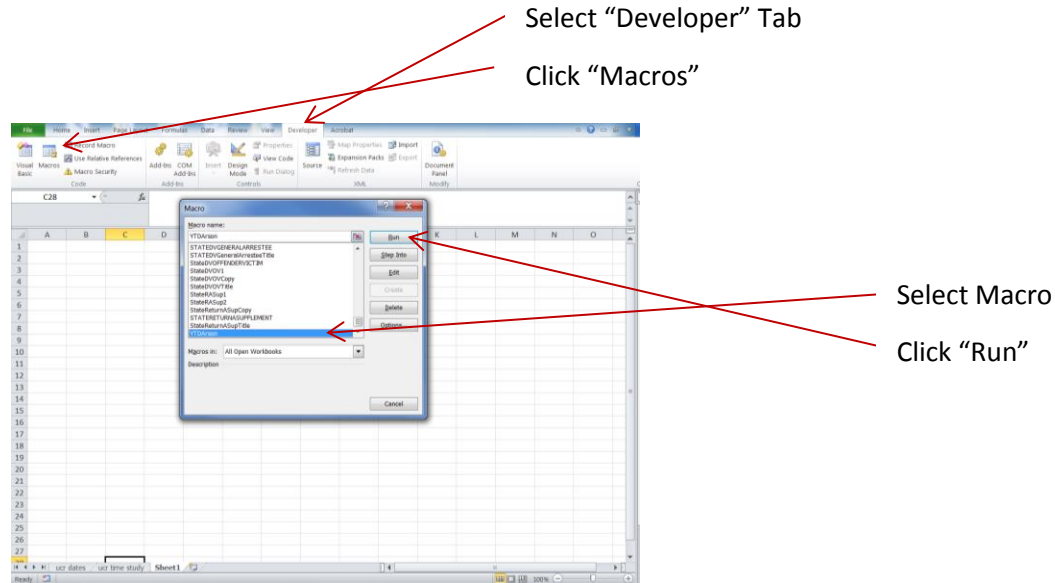 Select “Developer” Tab
Click “Macros”
File Home Insert Page Layout Formulas Data Review View Developer Acrobat
Visual Basic
Macros
Record Macro
Use Relative References
Macro Security
Code
Add-Ins
COM Add-Ins
Add-Ins
Insert
Design Mode
Properties
View Code
Run Dialog
Controls
Source
Map Properties
Expansion Packs
Refresh Data
Import
Export
XML
Document Panel
Modify
C28
fx
A B C D K L M N O
Macro
Macro name:
YTDArson
Run
STATEDVGENERALARRESTEE
STATEDVGeneralArresteeTitle
StateDVOFFENDERVICTIM
StateDVOV1
StateDVOVCopy
StateDVOVTitle
StateRASup1
StateRASup2
StateReturnASupCopy
STATERETURNASUPPLEMENT
StateReturnASupTitle
YTDArson
Step Into
Edit
Create
Delete
Options...
Macros in: All Open Workbooks
Description
Cancel
Select Macro
Click “Run”
1
2
3
4
5
6
7
8
9
10
11
12
13
14
15
16
17
18
19
20
21
22
23
24
25
26
27
ucr dates ucr time study Sheet1
Ready 100%